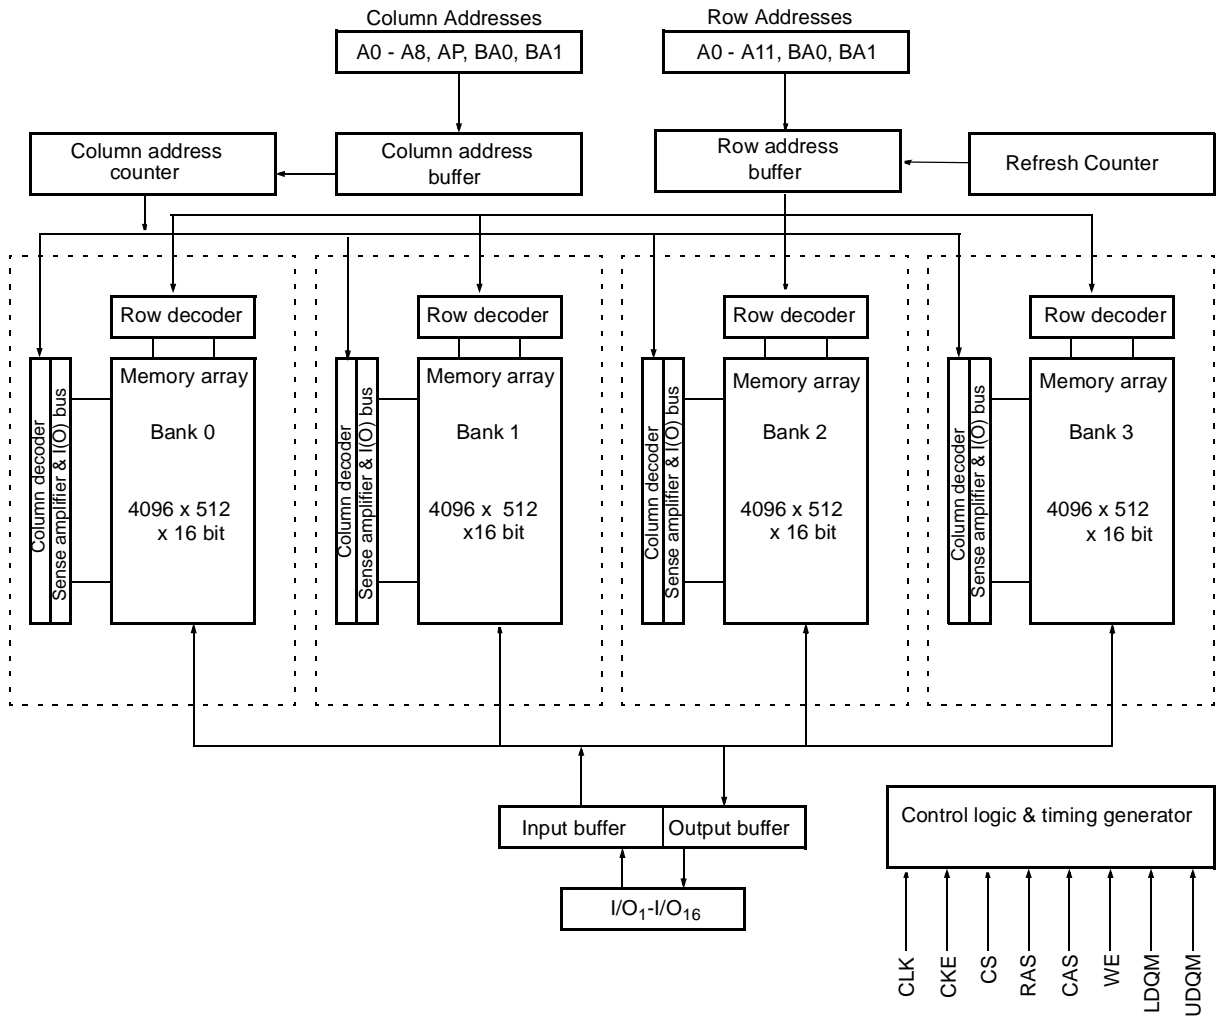 Column Addresses
Row Addresses
A0 - A8, AP, BA0, BA1
A0 - A11, BA0, BA1
Column address
counter
Column address
buffer
Row address
buffer
Refresh Counter
Row decoder
Row decoder
Row decoder
Row decoder
Column decoder
Sense amplifier & I(O) bus
Memory array
Bank 0
4096 x 512
x 16 bit
Column decoder
Sense amplifier & I(O) bus
Memory array
Bank 1
4096 x 512
x16 bit
Column decoder
Sense amplifier & I(O) bus
Memory array
Bank 2
4096 x 512
x 16 bit
Column decoder
Sense amplifier & I(O) bus
Memory array
Bank 3
4096 x 512
x 16 bit
Input buffer
Output buffer
I/O1-I/O16
Control logic & timing generator
CLK
CKE
CS
RAS
CAS
WE
LDQM
UDQM